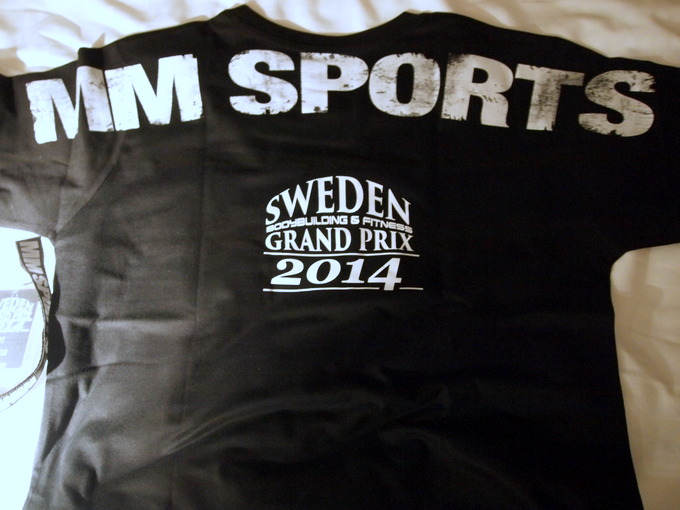 MM SPORTS
SWEDEN
BODYBUILDING & FITNESS
GRAND PRIX
2014